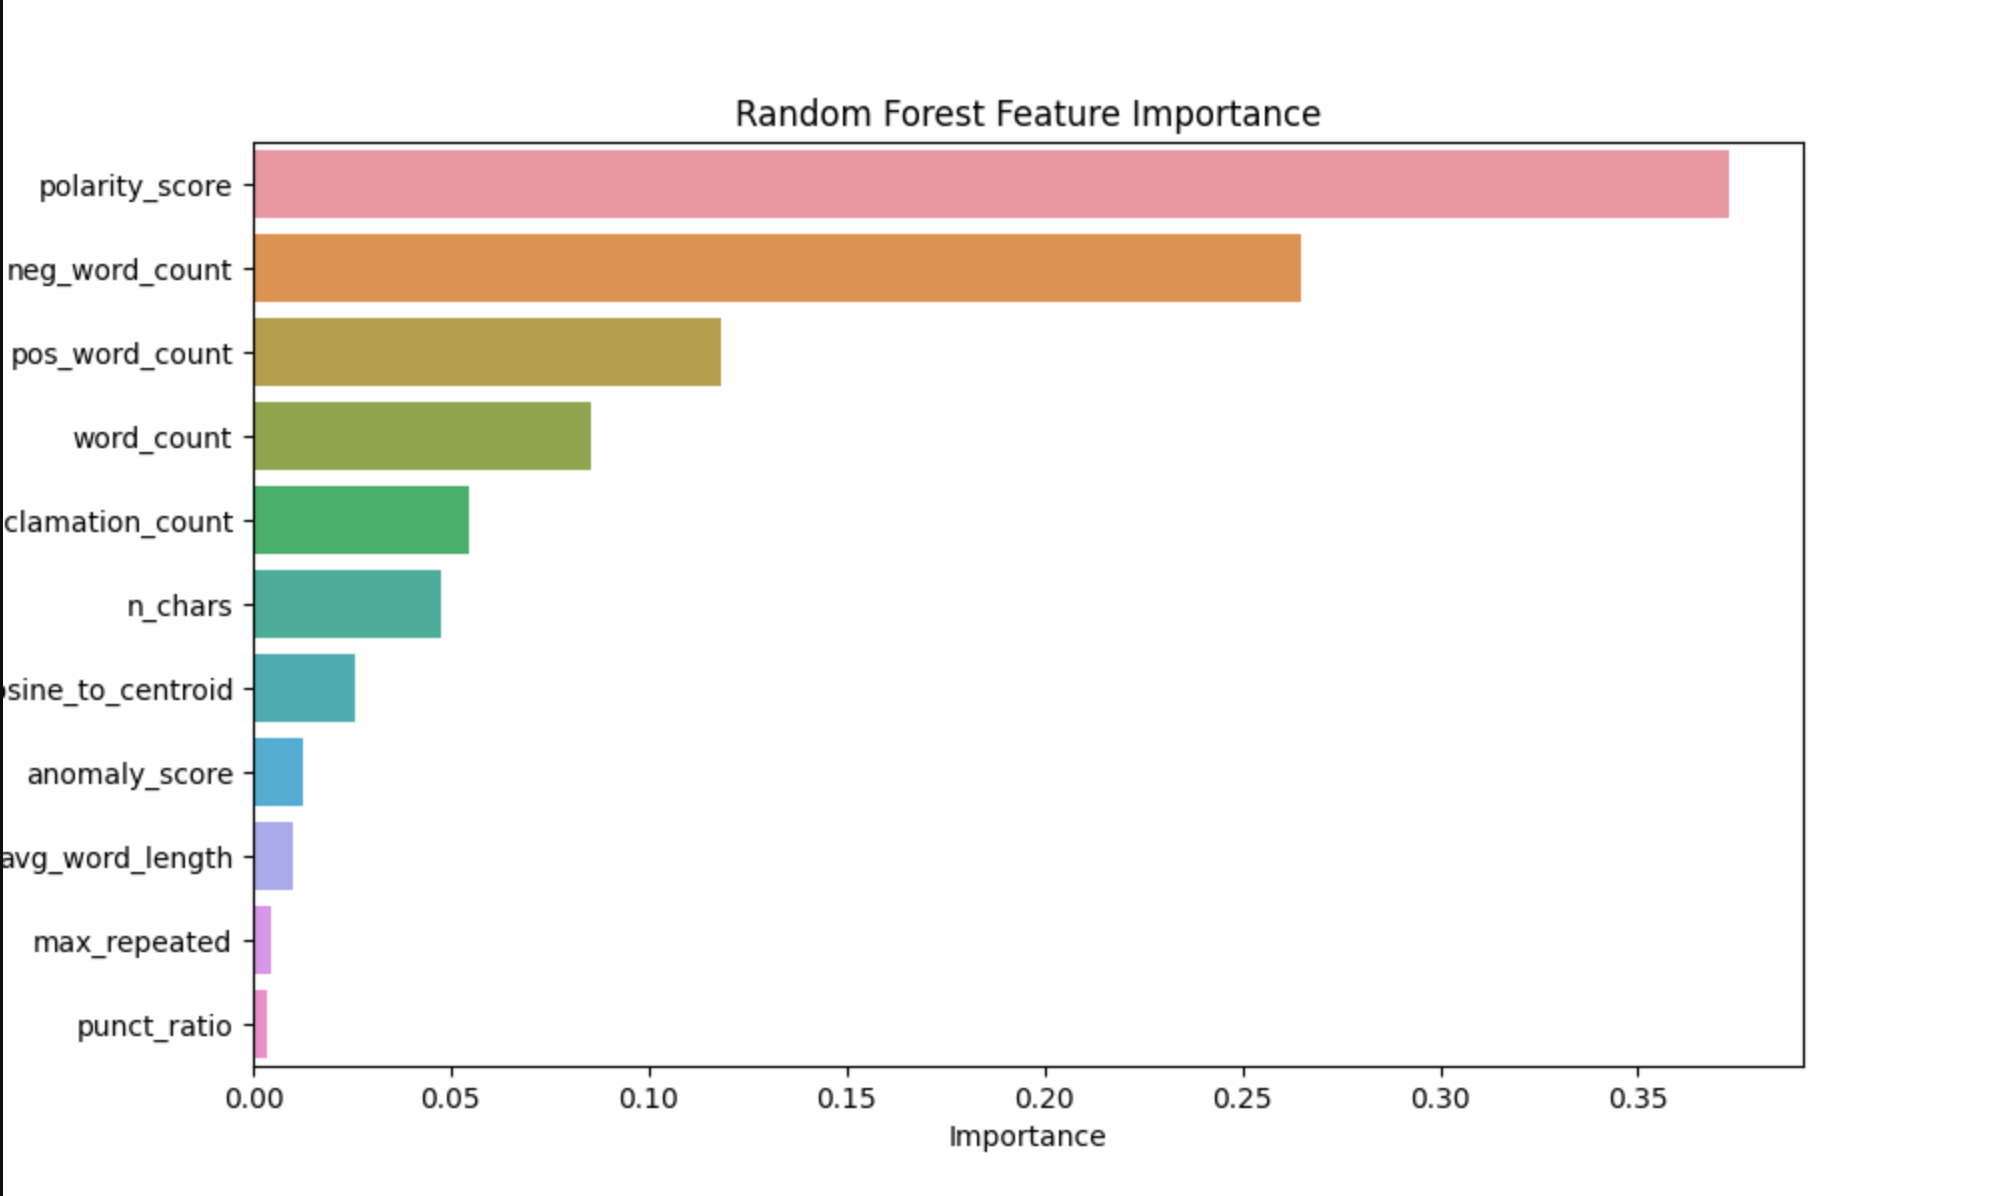 Random Forest Feature Importance
polarity_score
neg_word_count
pos_word_count
word_count
clamation_count
n_chars
sine_to_centroid
anomaly_score
avg_word_length
max_repeated
punct_ratio
0.00 0.05 0.10 0.15 0.20 0.25 0.30 0.35
Importance